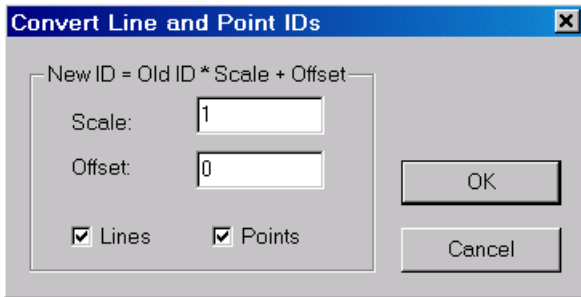 Convert Line and Point IDs
New ID = Old ID * Scale + Offset
Scale: 1
Offset: 0
OK
Lines Points
Cancel